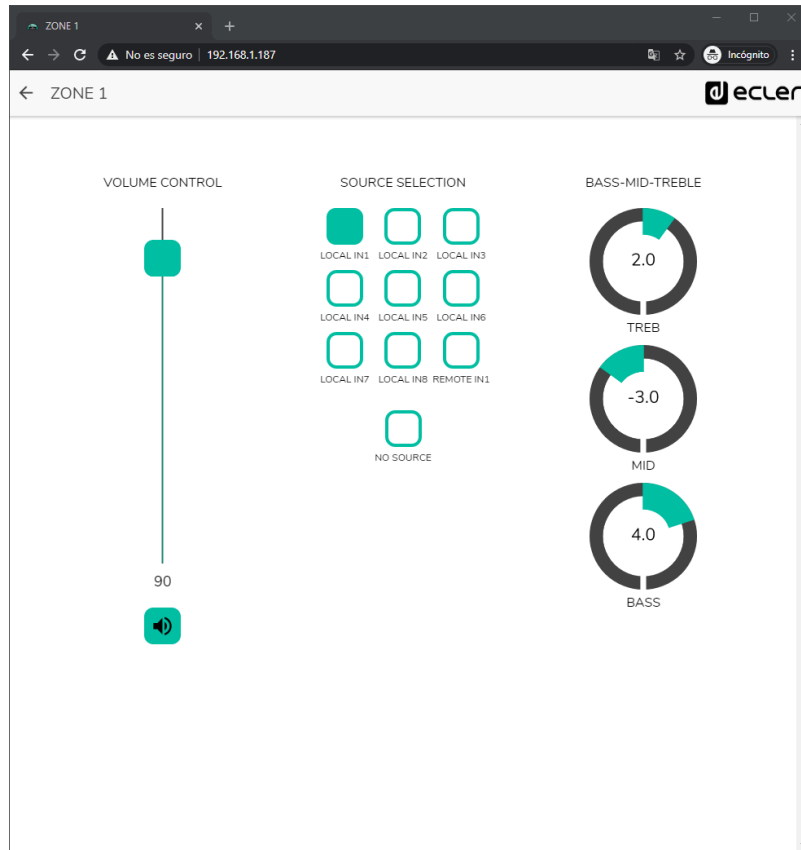 ZONE 1
No es seguro 192.168.1.187
Incógnito
ZONE 1
ecler
VOLUME CONTROL
90
SOURCE SELECTION
LOCAL IN1 LOCAL IN2 LOCAL IN3
LOCAL IN4 LOCAL IN5 LOCAL IN6
LOCAL IN7 LOCAL IN8 REMOTE IN1
NO SOURCE
BASS-MID-TREBLE
2.0
TREB
-3.0
MID
4.0
BASS